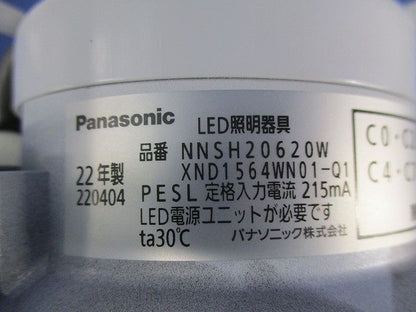 Panasonic LED照明器具
品番 NNSH20620W
22年製 XND1564WN01-Q1
220404 PESL 定格入力電流 215mA
LED電源ユニットが必要です
ta30℃ パナソニック株式会社
C0・
C4・